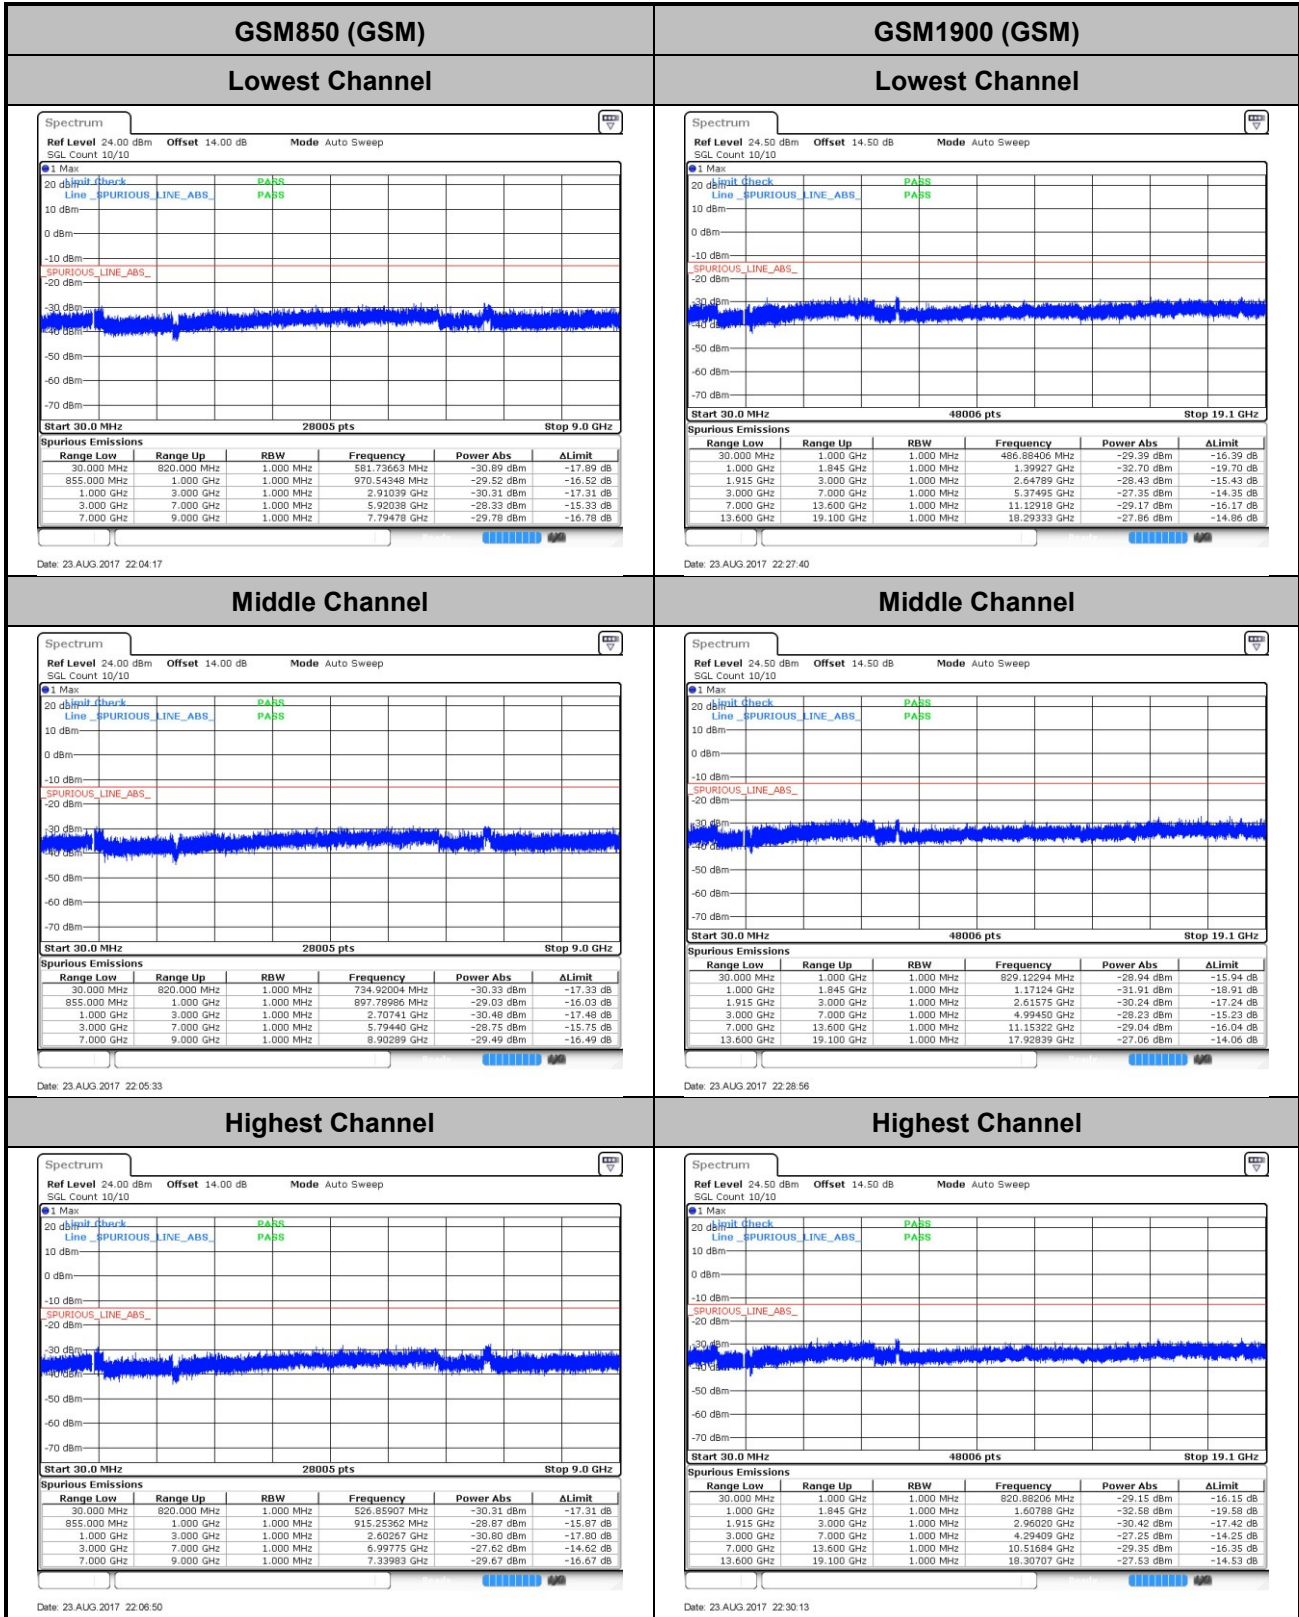 GSM850 (GSM) GSM1900 (GSM)
Lowest Channel Lowest Channel
Spectrum
Ref Level 24.00 dBm Offset 14.00 dB Mode Auto Sweep
SGL Count 10/10
1 Max
20 dBm Limit Check PASS
Line _SPURIOUS_LINE_ABS_ PASS
10 dBm
0 dBm
-10 dBm
_SPURIOUS_LINE_ABS_
-20 dBm
-30 dBm
-40 dBm
-50 dBm
-60 dBm
-70 dBm
Start 30.0 MHz 28005 pts Stop 9.0 GHz
Spurious Emissions
Range Low Range Up RBW Frequency Power Abs ΔLimit
30.000 MHz 820.000 MHz 1.000 MHz 581.73663 MHz -30.89 dBm -17.89 dB
855.000 MHz 1.000 GHz 1.000 MHz 970.54348 MHz -29.52 dBm -16.52 dB
1.000 GHz 3.000 GHz 1.000 MHz 2.91039 GHz -30.31 dBm -17.31 dB
3.000 GHz 7.000 GHz 1.000 MHz 5.92038 GHz -28.33 dBm -15.33 dB
7.000 GHz 9.000 GHz 1.000 MHz 7.79478 GHz -29.78 dBm -16.78 dB
Date: 23.AUG.2017 22:04:17
Spectrum
Ref Level 24.50 dBm Offset 14.50 dB Mode Auto Sweep
SGL Count 10/10
1 Max
20 dBm Limit Check PASS
Line _SPURIOUS_LINE_ABS_ PASS
10 dBm
0 dBm
-10 dBm
_SPURIOUS_LINE_ABS_
-20 dBm
-30 dBm
-40 dBm
-50 dBm
-60 dBm
-70 dBm
Start 30.0 MHz 48006 pts Stop 19.1 GHz
Spurious Emissions
Range Low Range Up RBW Frequency Power Abs ΔLimit
30.000 MHz 1.000 GHz 1.000 MHz 486.88406 MHz -29.39 dBm -16.39 dB
1.000 GHz 1.845 GHz 1.000 MHz 1.39927 GHz -32.70 dBm -19.70 dB
1.915 GHz 3.000 GHz 1.000 MHz 2.64789 GHz -28.43 dBm -15.43 dB
3.000 GHz 7.000 GHz 1.000 MHz 5.37495 GHz -27.35 dBm -14.35 dB
7.000 GHz 13.600 GHz 1.000 MHz 11.12918 GHz -29.17 dBm -16.17 dB
13.600 GHz 19.100 GHz 1.000 MHz 18.29333 GHz -27.86 dBm -14.86 dB
Date: 23.AUG.2017 22:27:40
Middle Channel Middle Channel
Spectrum
Ref Level 24.00 dBm Offset 14.00 dB Mode Auto Sweep
SGL Count 10/10
1 Max
20 dBm Limit Check PASS
Line _SPURIOUS_LINE_ABS_ PASS
10 dBm
0 dBm
-10 dBm
_SPURIOUS_LINE_ABS_
-20 dBm
-30 dBm
-40 dBm
-50 dBm
-60 dBm
-70 dBm
Start 30.0 MHz 28005 pts Stop 9.0 GHz
Spurious Emissions
Range Low Range Up RBW Frequency Power Abs ΔLimit
30.000 MHz 820.000 MHz 1.000 MHz 734.92004 MHz -30.33 dBm -17.33 dB
855.000 MHz 1.000 GHz 1.000 MHz 897.78986 MHz -29.03 dBm -16.03 dB
1.000 GHz 3.000 GHz 1.000 MHz 2.70741 GHz -30.48 dBm -17.48 dB
3.000 GHz 7.000 GHz 1.000 MHz 5.79440 GHz -28.75 dBm -15.75 dB
7.000 GHz 9.000 GHz 1.000 MHz 8.90289 GHz -29.49 dBm -16.49 dB
Date: 23.AUG.2017 22:05:33
Spectrum
Ref Level 24.50 dBm Offset 14.50 dB Mode Auto Sweep
SGL Count 10/10
1 Max
20 dBm Limit Check PASS
Line _SPURIOUS_LINE_ABS_ PASS
10 dBm
0 dBm
-10 dBm
_SPURIOUS_LINE_ABS_
-20 dBm
-30 dBm
-40 dBm
-50 dBm
-60 dBm
-70 dBm
Start 30.0 MHz 48006 pts Stop 19.1 GHz
Spurious Emissions
Range Low Range Up RBW Frequency Power Abs ΔLimit
30.000 MHz 1.000 GHz 1.000 MHz 829.12294 MHz -28.94 dBm -15.94 dB
1.000 GHz 1.845 GHz 1.000 MHz 1.17124 GHz -31.91 dBm -18.91 dB
1.915 GHz 3.000 GHz 1.000 MHz 2.61575 GHz -30.24 dBm -17.24 dB
3.000 GHz 7.000 GHz 1.000 MHz 4.99450 GHz -28.23 dBm -15.23 dB
7.000 GHz 13.600 GHz 1.000 MHz 11.15322 GHz -29.04 dBm -16.04 dB
13.600 GHz 19.100 GHz 1.000 MHz 17.92839 GHz -27.06 dBm -14.06 dB
Date: 23.AUG.2017 22:28:56
Highest Channel Highest Channel
Spectrum
Ref Level 24.00 dBm Offset 14.00 dB Mode Auto Sweep
SGL Count 10/10
1 Max
20 dBm Limit Check PASS
Line _SPURIOUS_LINE_ABS_ PASS
10 dBm
0 dBm
-10 dBm
_SPURIOUS_LINE_ABS_
-20 dBm
-30 dBm
-40 dBm
-50 dBm
-60 dBm
-70 dBm
Start 30.0 MHz 28005 pts Stop 9.0 GHz
Spurious Emissions
Range Low Range Up RBW Frequency Power Abs ΔLimit
30.000 MHz 820.000 MHz 1.000 MHz 526.85907 MHz -30.31 dBm -17.31 dB
855.000 MHz 1.000 GHz 1.000 MHz 915.25362 MHz -28.87 dBm -15.87 dB
1.000 GHz 3.000 GHz 1.000 MHz 2.60267 GHz -30.80 dBm -17.80 dB
3.000 GHz 7.000 GHz 1.000 MHz 6.99775 GHz -27.62 dBm -14.62 dB
7.000 GHz 9.000 GHz 1.000 MHz 7.33983 GHz -29.67 dBm -16.67 dB
Date: 23.AUG.2017 22:06:50
Spectrum
Ref Level 24.50 dBm Offset 14.50 dB Mode Auto Sweep
SGL Count 10/10
1 Max
20 dBm Limit Check PASS
Line _SPURIOUS_LINE_ABS_ PASS
10 dBm
0 dBm
-10 dBm
_SPURIOUS_LINE_ABS_
-20 dBm
-30 dBm
-40 dBm
-50 dBm
-60 dBm
-70 dBm
Start 30.0 MHz 48006 pts Stop 19.1 GHz
Spurious Emissions
Range Low Range Up RBW Frequency Power Abs ΔLimit
30.000 MHz 1.000 GHz 1.000 MHz 820.88206 MHz -29.15 dBm -16.15 dB
1.000 GHz 1.845 GHz 1.000 MHz 1.60788 GHz -32.58 dBm -19.58 dB
1.915 GHz 3.000 GHz 1.000 MHz 2.96020 GHz -30.42 dBm -17.42 dB
3.000 GHz 7.000 GHz 1.000 MHz 4.29409 GHz -27.25 dBm -14.25 dB
7.000 GHz 13.600 GHz 1.000 MHz 10.51684 GHz -29.35 dBm -16.35 dB
13.600 GHz 19.100 GHz 1.000 MHz 18.30707 GHz -27.53 dBm -14.53 dB
Date: 23.AUG.2017 22:30:13